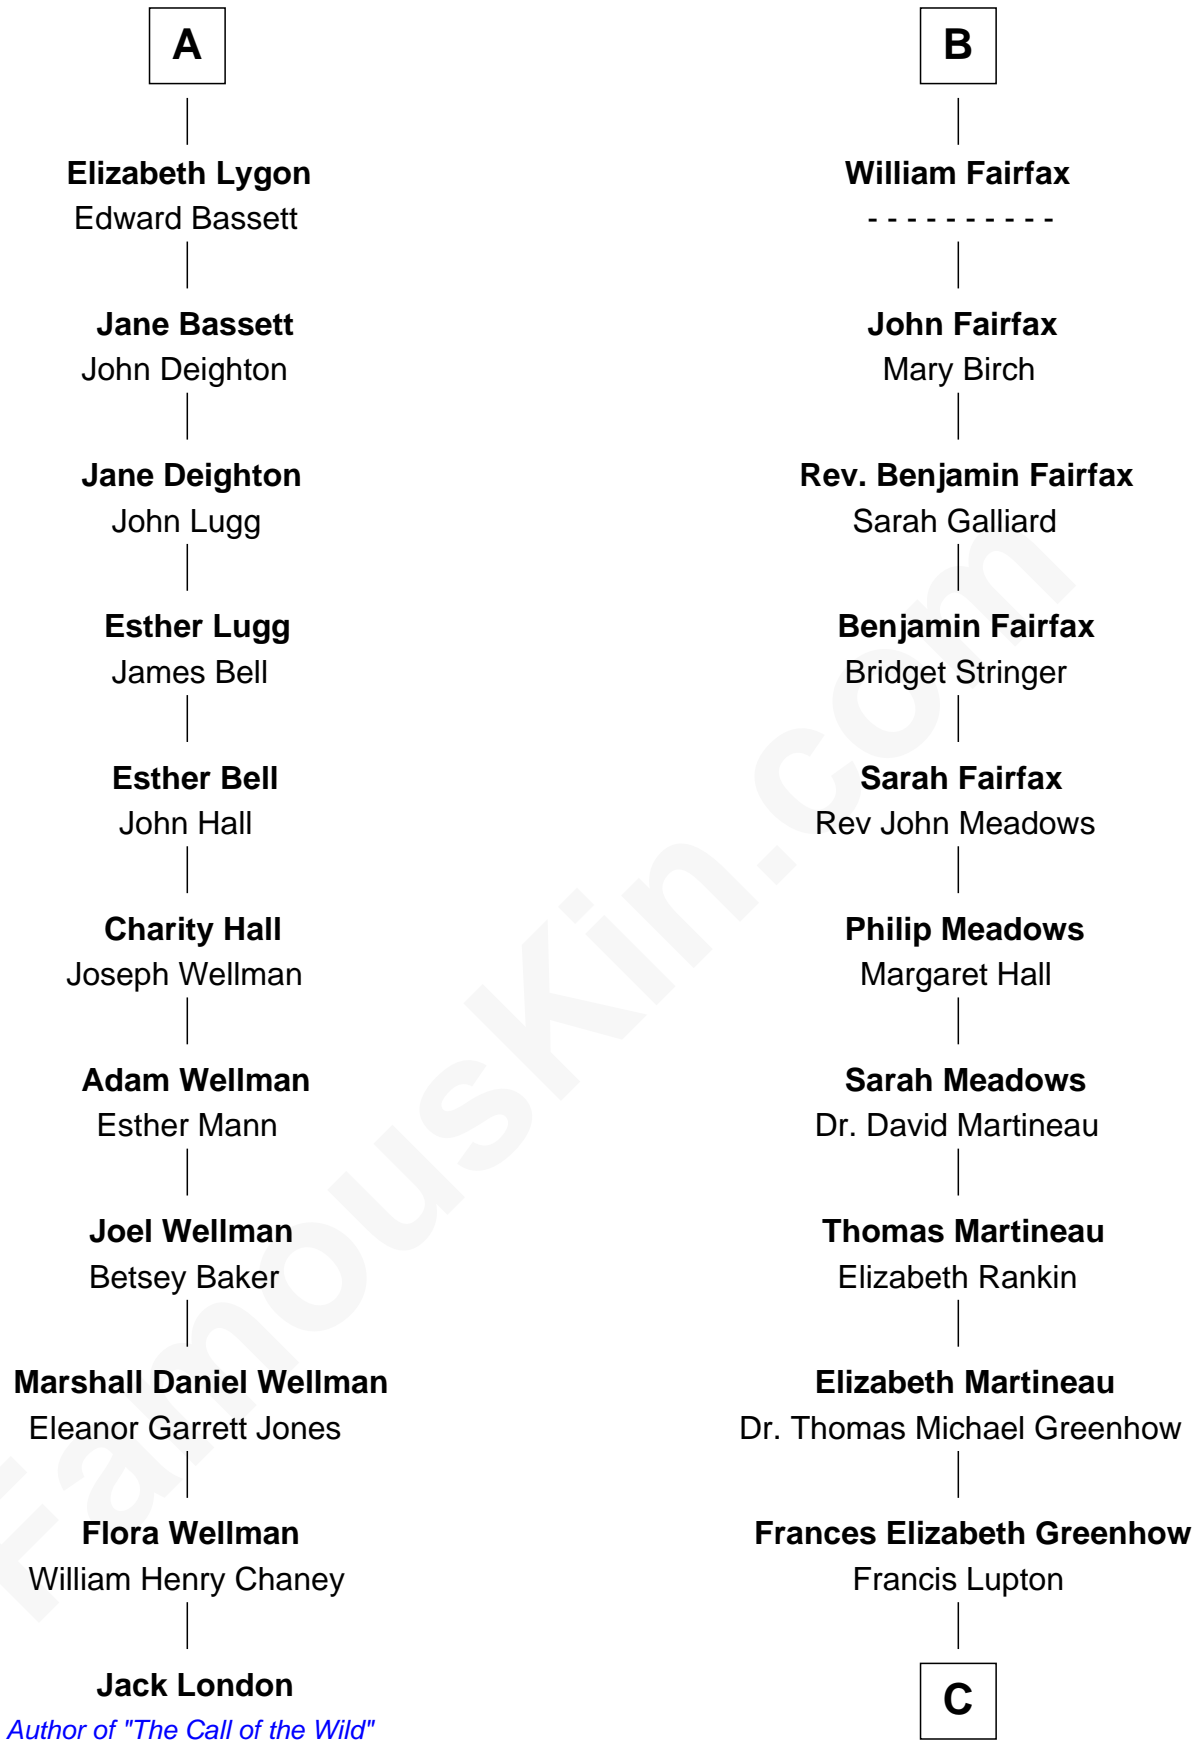 A
Elizabeth Lygon
Edward Bassett
Jane Bassett
John Deighton
Jane Deighton
John Lugg
Esther Lugg
James Bell
Esther Bell
John Hall
Charity Hall
Joseph Wellman
Adam Wellman
Esther Mann
Joel Wellman
Betsey Baker
Marshall Daniel Wellman
Eleanor Garrett Jones
Flora Wellman
William Henry Chaney
Jack London
Author of "The Call of the Wild"
B
William Fairfax
- - - - - - - - - -
John Fairfax
Mary Birch
Rev. Benjamin Fairfax
Sarah Galliard
Benjamin Fairfax
Bridget Stringer
Sarah Fairfax
Rev John Meadows
Philip Meadows
Margaret Hall
Sarah Meadows
Dr. David Martineau
Thomas Martineau
Elizabeth Rankin
Elizabeth Martineau
Dr. Thomas Michael Greenhow
Frances Elizabeth Greenhow
Francis Lupton
C
FamousKin.com